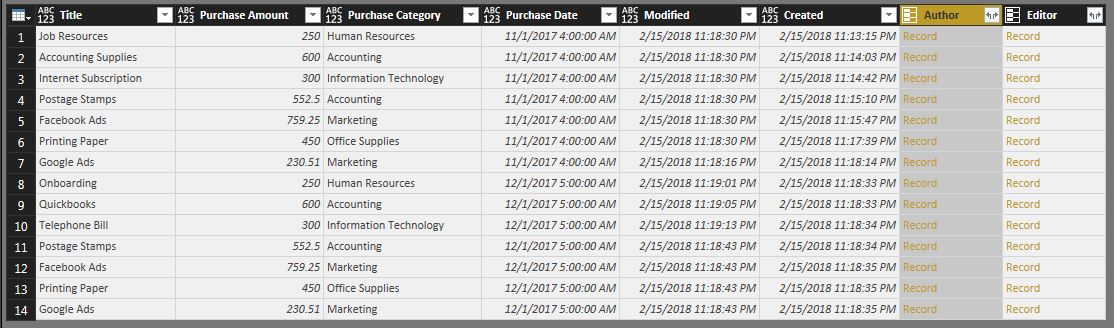 ABC 123 Title ABC 123 Purchase Amount ABC 123 Purchase Category ABC 123 Purchase Date ABC 123 Modified ABC 123 Created Author Editor
1 Job Resources 250 Human Resources 11/1/2017 4:00:00 AM 2/15/2018 11:18:30 PM 2/15/2018 11:13:15 PM Record Record
2 Accounting Supplies 600 Accounting 11/1/2017 4:00:00 AM 2/15/2018 11:18:30 PM 2/15/2018 11:14:03 PM Record Record
3 Internet Subscription 300 Information Technology 11/1/2017 4:00:00 AM 2/15/2018 11:18:30 PM 2/15/2018 11:14:42 PM Record Record
4 Postage Stamps 552.5 Accounting 11/1/2017 4:00:00 AM 2/15/2018 11:18:30 PM 2/15/2018 11:15:10 PM Record Record
5 Facebook Ads 759.25 Marketing 11/1/2017 4:00:00 AM 2/15/2018 11:18:30 PM 2/15/2018 11:15:47 PM Record Record
6 Printing Paper 450 Office Supplies 11/1/2017 4:00:00 AM 2/15/2018 11:18:30 PM 2/15/2018 11:17:39 PM Record Record
7 Google Ads 230.51 Marketing 11/1/2017 4:00:00 AM 2/15/2018 11:18:16 PM 2/15/2018 11:18:14 PM Record Record
8 Onboarding 250 Human Resources 12/1/2017 5:00:00 AM 2/15/2018 11:19:01 PM 2/15/2018 11:18:33 PM Record Record
9 Quickbooks 600 Accounting 12/1/2017 5:00:00 AM 2/15/2018 11:19:05 PM 2/15/2018 11:18:33 PM Record Record
10 Telephone Bill 300 Information Technology 12/1/2017 5:00:00 AM 2/15/2018 11:19:13 PM 2/15/2018 11:18:34 PM Record Record
11 Postage Stamps 552.5 Accounting 12/1/2017 5:00:00 AM 2/15/2018 11:18:43 PM 2/15/2018 11:18:34 PM Record Record
12 Facebook Ads 759.25 Marketing 12/1/2017 5:00:00 AM 2/15/2018 11:18:43 PM 2/15/2018 11:18:35 PM Record Record
13 Printing Paper 450 Office Supplies 12/1/2017 5:00:00 AM 2/15/2018 11:18:43 PM 2/15/2018 11:18:35 PM Record Record
14 Google Ads 230.51 Marketing 12/1/2017 5:00:00 AM 2/15/2018 11:18:43 PM 2/15/2018 11:18:35 PM Record Record